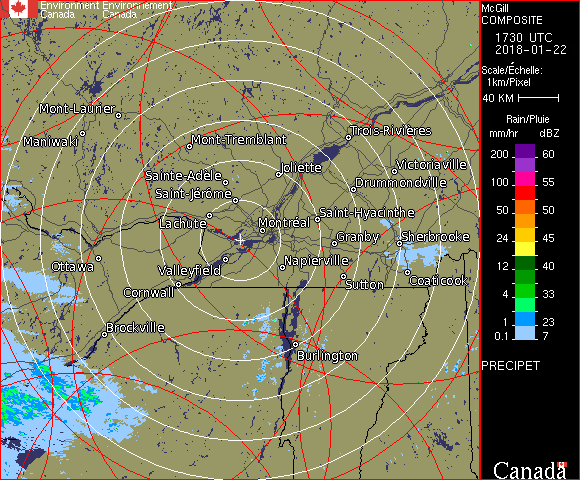 Environment Environnement
Canada Canada
Mont-Laurier
Maniwaki
Mont-Tremblant
Trois-Rivières
Sainte-Adèle
Joliette
Victoriaville
Saint-Jérôme
Drummondville
Lachute
Montréal
Saint-Hyacinthe
Granby
Sherbrooke
Ottawa
Valleyfield
Napierville
Cornwall
Sutton
Coaticook
Brockville
Burlington
McGill
COMPOSITE
1730 UTC
2018-01-22
Scale/Échelle:
1km/Pixel
40 KM
Rain/Pluie
mm/hr dBZ
200 60
100 55
50 50
24 45
12 40
4 33
1 23
0.1 7
PRECIPET
Canada